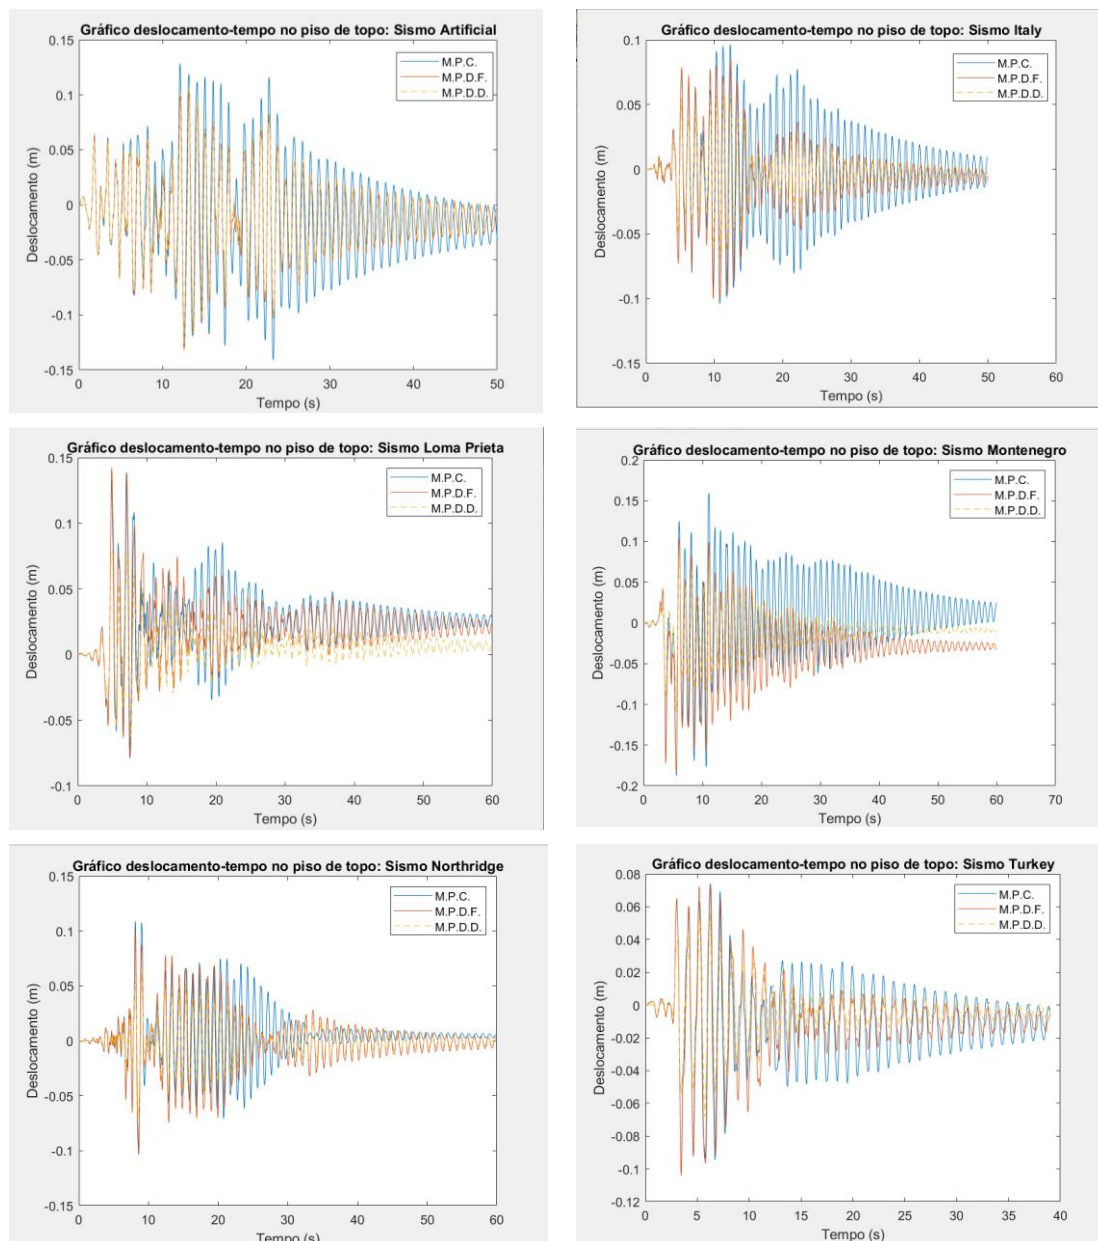 Gráfico deslocamento-tempo no piso de topo: Sismo Artificial
M.P.C.
M.P.D.F.
M.P.D.D.
0.15
0.1
0.05
0
-0.05
-0.1
-0.15
Deslocamento (m)
0 10 20 30 40 50
Tempo (s)
Gráfico deslocamento-tempo no piso de topo: Sismo Italy
M.P.C.
M.P.D.F.
M.P.D.D.
0.1
0.05
0
-0.05
-0.1
-0.15
Deslocamento (m)
0 10 20 30 40 50 60
Tempo (s)
Gráfico deslocamento-tempo no piso de topo: Sismo Loma Prieta
M.P.C.
M.P.D.F.
M.P.D.D.
0.15
0.1
0.05
0
-0.05
-0.1
Deslocamento (m)
0 10 20 30 40 50 60
Tempo (s)
Gráfico deslocamento-tempo no piso de topo: Sismo Montenegro
M.P.C.
M.P.D.F.
M.P.D.D.
0.2
0.15
0.1
0.05
0
-0.05
-0.1
-0.15
-0.2
Deslocamento (m)
0 10 20 30 40 50 60 70
Tempo (s)
Gráfico deslocamento-tempo no piso de topo: Sismo Northridge
M.P.C.
M.P.D.F.
M.P.D.D.
0.15
0.1
0.05
0
-0.05
-0.1
-0.15
Deslocamento (m)
0 10 20 30 40 50 60
Tempo (s)
Gráfico deslocamento-tempo no piso de topo: Sismo Turkey
M.P.C.
M.P.D.F.
M.P.D.D.
0.08
0.06
0.04
0.02
0
-0.02
-0.04
-0.06
-0.08
-0.1
-0.12
Deslocamento (m)
0 5 10 15 20 25 30 35 40
Tempo (s)